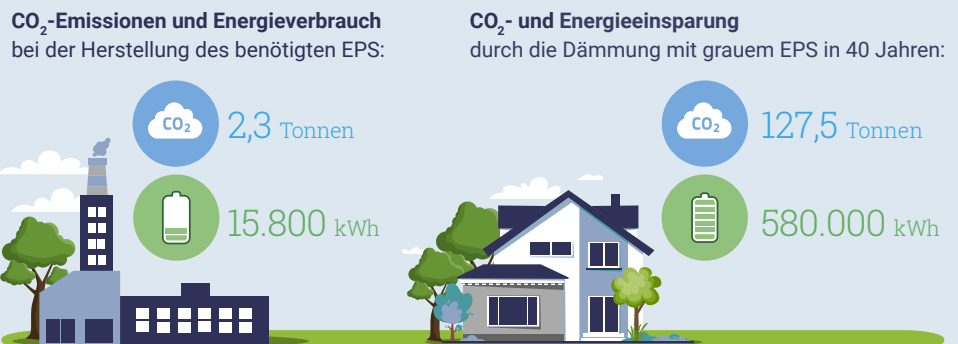 CO₂-Emissionen und Energieverbrauch
bei der Herstellung des benötigten EPS:
CO₂
2,3 Tonnen
15.800 kWh
CO₂- und Energieeinsparung
durch die Dämmung mit grauem EPS in 40 Jahren:
CO₂
127,5 Tonnen
580.000 kWh